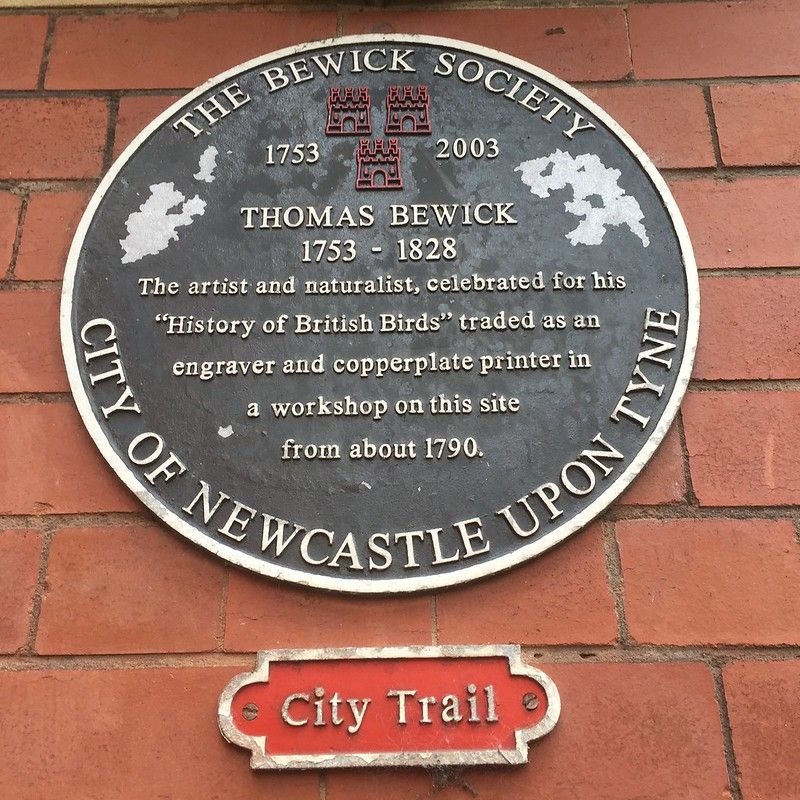 THE BEWICK SOCIETY
1753 2003
THOMAS BEWICK
1753 - 1828
The artist and naturalist, celebrated for his
“History of British Birds” traded as an
engraver and copperplate printer in
a workshop on this site
from about 1790.
CITY OF NEWCASTLE UPON TYNE
City Trail